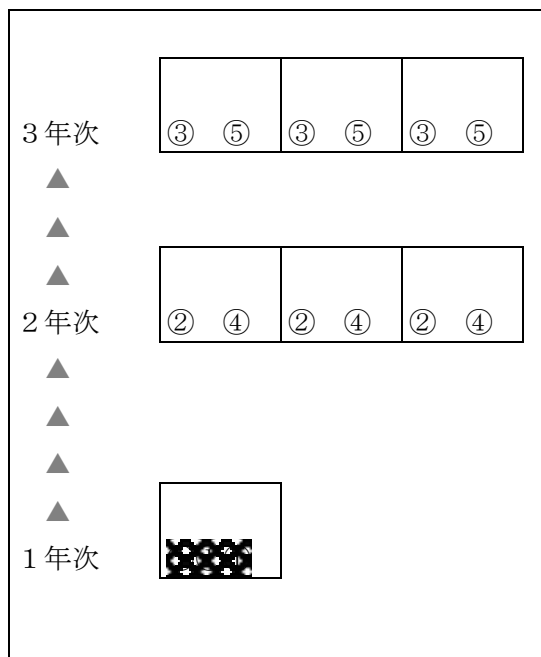 3年次 ③ ⑤ ③ ⑤ ③ ⑤
▲
▲
▲
2年次 ② ④ ② ④ ② ④
▲
▲
▲
▲
1年次